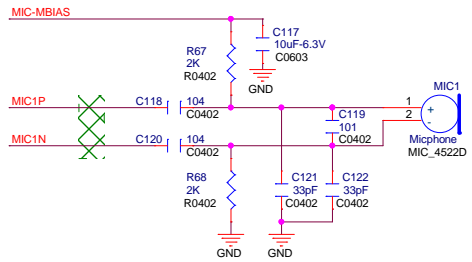 MIC-MBIAS
C117
10uF-6.3V
C0603
GND
R67
2K
R0402
MIC1
MIC1P
C118
104
C0402
1
2
+
-
C119
101
C0402
MIC1N
C120
104
C0402
Micphone
MIC_4522D
R68
2K
R0402
C121
33pF
C0402
C122
33pF
C0402
GND
GND